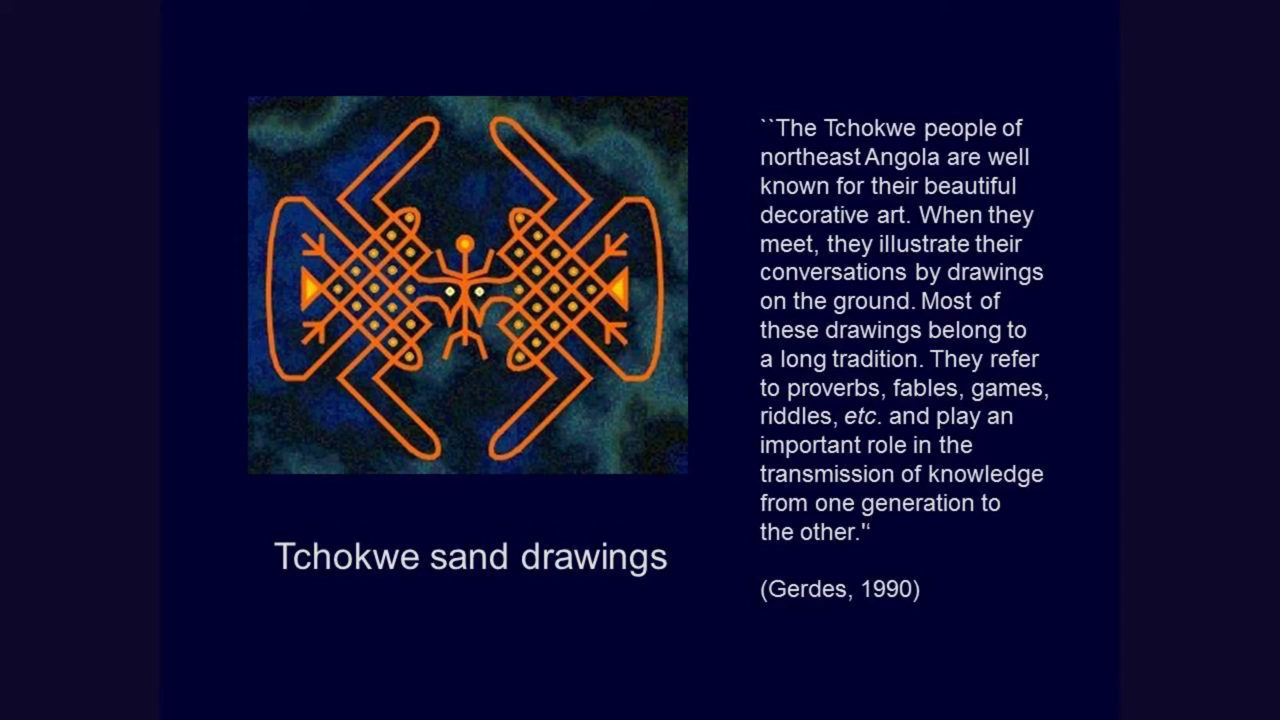 ``The Tchokwe people of
northeast Angola are well
known for their beautiful
decorative art. When they
meet, they illustrate their
conversations by drawings
on the ground. Most of
these drawings belong to
a long tradition. They refer
to proverbs, fables, games,
riddles, etc. and play an
important role in the
transmission of knowledge
from one generation to
the other.'‘
(Gerdes, 1990)
Tchokwe sand drawings